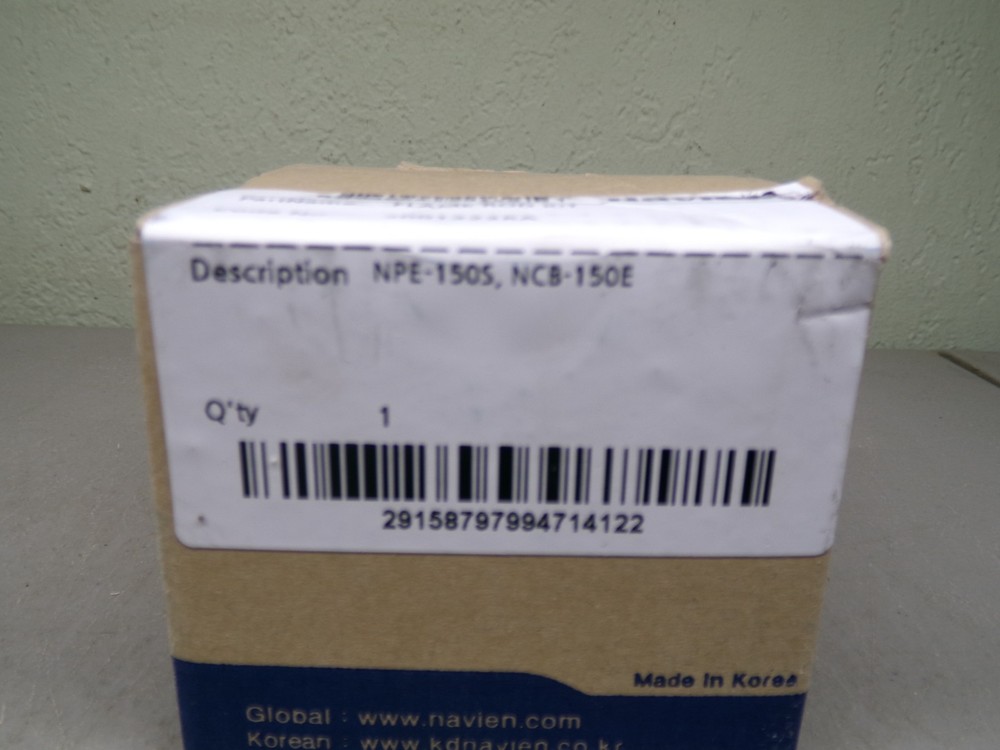 Description NPE-150S, NCB-150E
Q'ty 1
29158797994714122
Made In Korea
Global : www.navien.com
Korean : www.kdnavien.co.kr